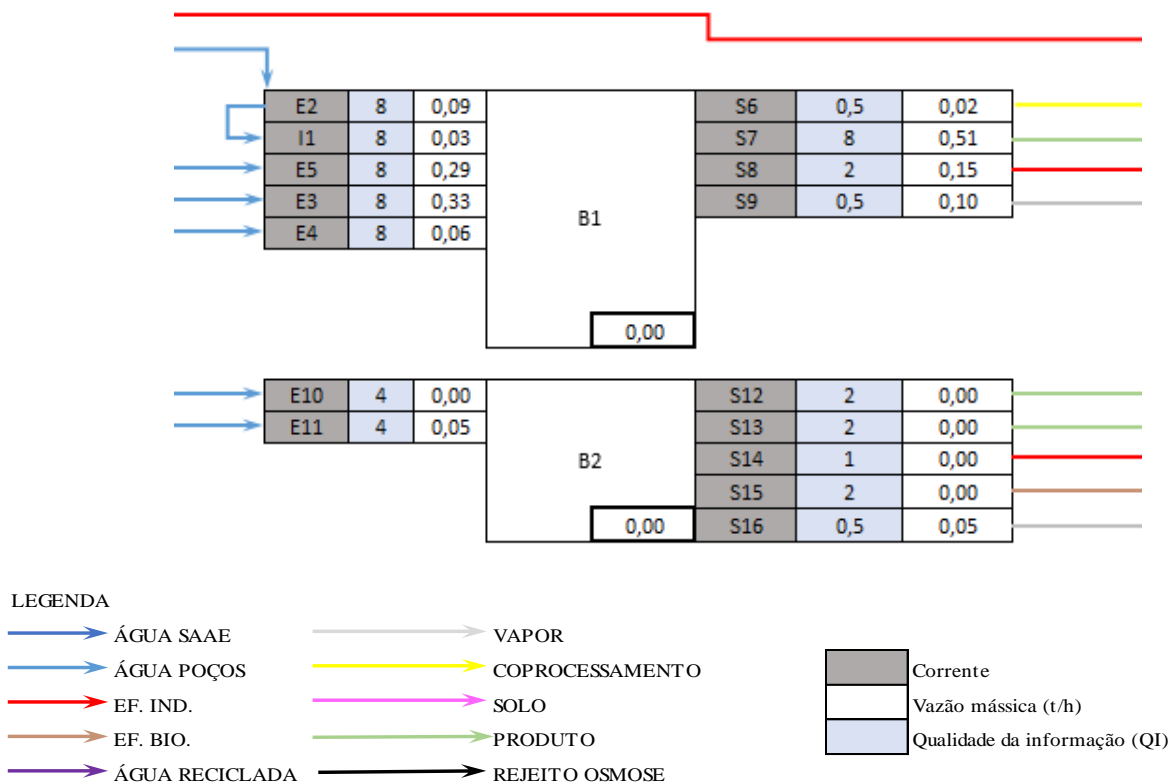 E2 8 0,09 S6 0,5 0,02
I1 8 0,03 S7 8 0,51
E5 8 0,29 S8 2 0,15
E3 8 0,33 B1 S9 0,5 0,10
E4 8 0,06
0,00
E10 4 0,00 S12 2 0,00
E11 4 0,05 S13 2 0,00
B2 S14 1 0,00
S15 2 0,00
0,00 S16 0,5 0,05
LEGENDA
ÁGUA SAAE
ÁGUA POÇOS
EF. IND.
EF. BIO.
ÁGUA RECICLADA
VAPOR
COPROCESSAMENTO
SOLO
PRODUTO
REJEITO OSMOSE
Corrente
Vazão mássica (t/h)
Qualidade da informação (QI)